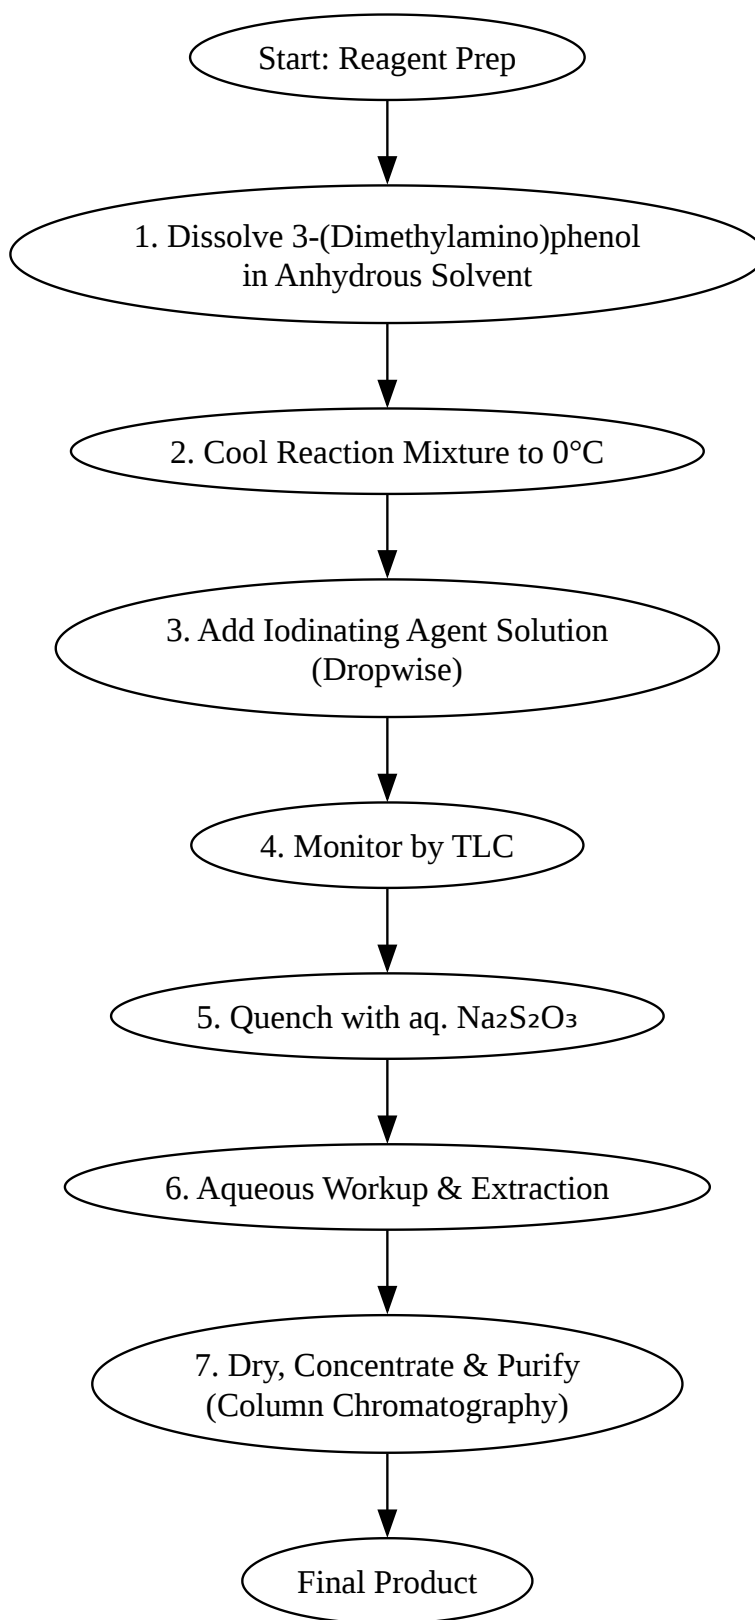 Start: Reagent Prep
1. Dissolve 3-(Dimethylamino)phenol
in Anhydrous Solvent
2. Cool Reaction Mixture to 0°C
3. Add Iodinating Agent Solution
(Dropwise)
4. Monitor by TLC
5. Quench with aq. Na₂S₂O₃
6. Aqueous Workup & Extraction
7. Dry, Concentrate & Purify
(Column Chromatography)
Final Product